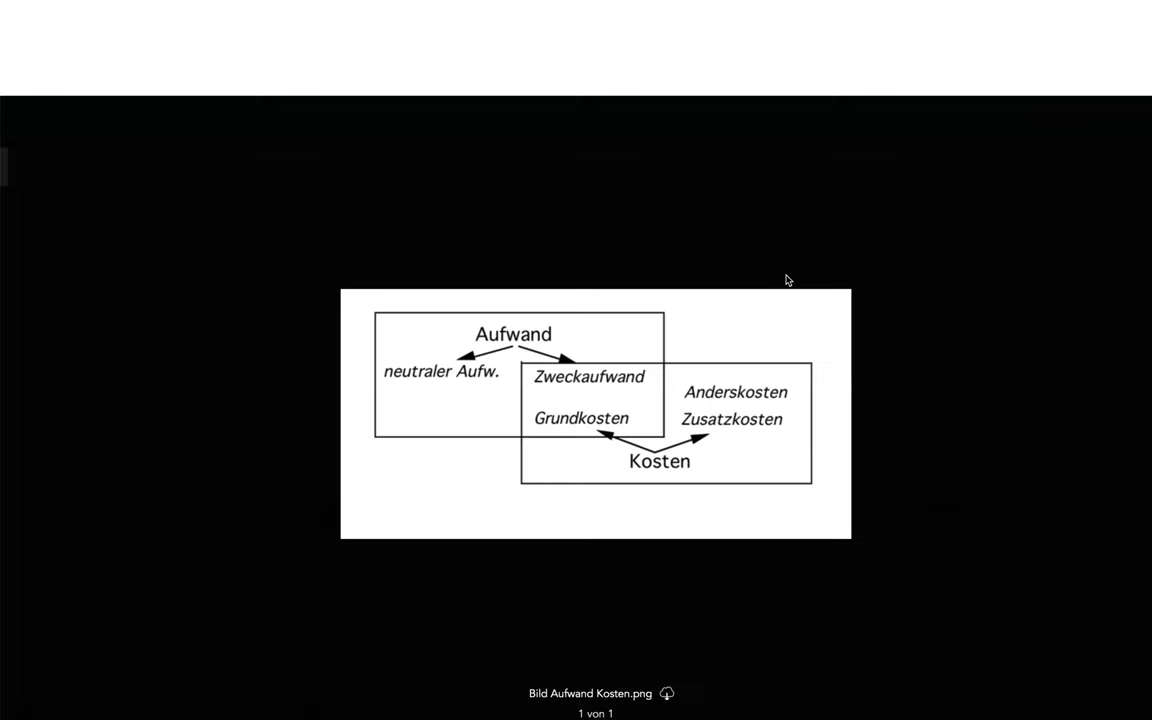 Aufwand
neutraler Aufw.
Zweckaufwand
Anderskosten
Grundkosten
Zusatzkosten
Kosten
Bild Aufwand Kosten.png
1 von 1